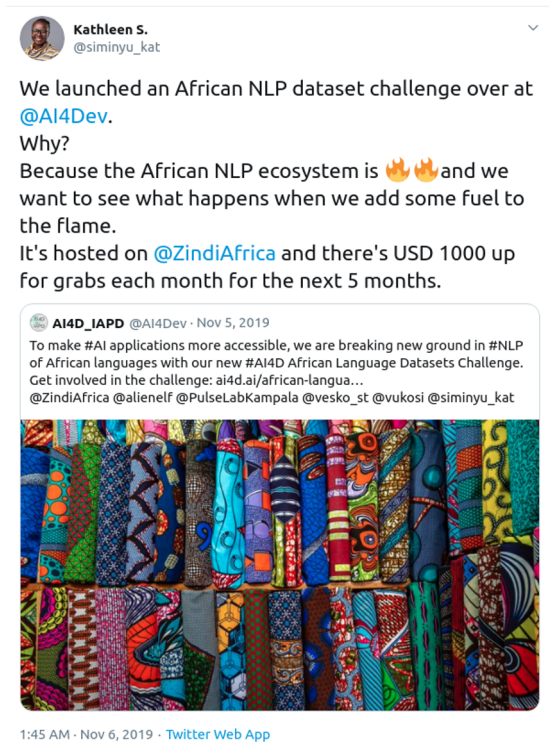 Kathleen S.
@siminyu_kat
We launched an African NLP dataset challenge over at
@AI4Dev.
Why?
Because the African NLP ecosystem is 🔥🔥and we
want to see what happens when we add some fuel to
the flame.
It's hosted on @ZindiAfrica and there's USD 1000 up
for grabs each month for the next 5 months.
AI4D_IAPD @AI4Dev · Nov 5, 2019
To make #AI applications more accessible, we are breaking new ground in #NLP
of African languages with our new #AI4D African Language Datasets Challenge.
Get involved in the challenge: ai4d.ai/african-langua…
@ZindiAfrica @alienelf @PulseLabKampala @vesko_st @vukosi @siminyu_kat
1:45 AM · Nov 6, 2019 · Twitter Web App